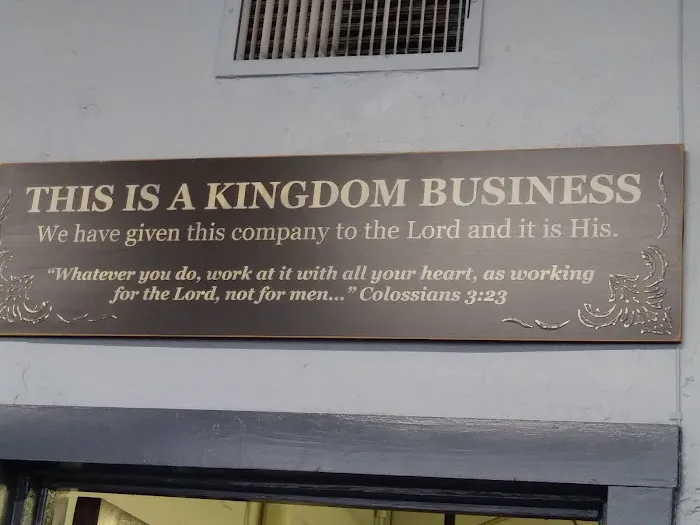 THIS IS A KINGDOM BUSINESS
We have given this company to the Lord and it is His.
“Whatever you do, work at it with all your heart, as working
for the Lord, not for men...” Colossians 3:23